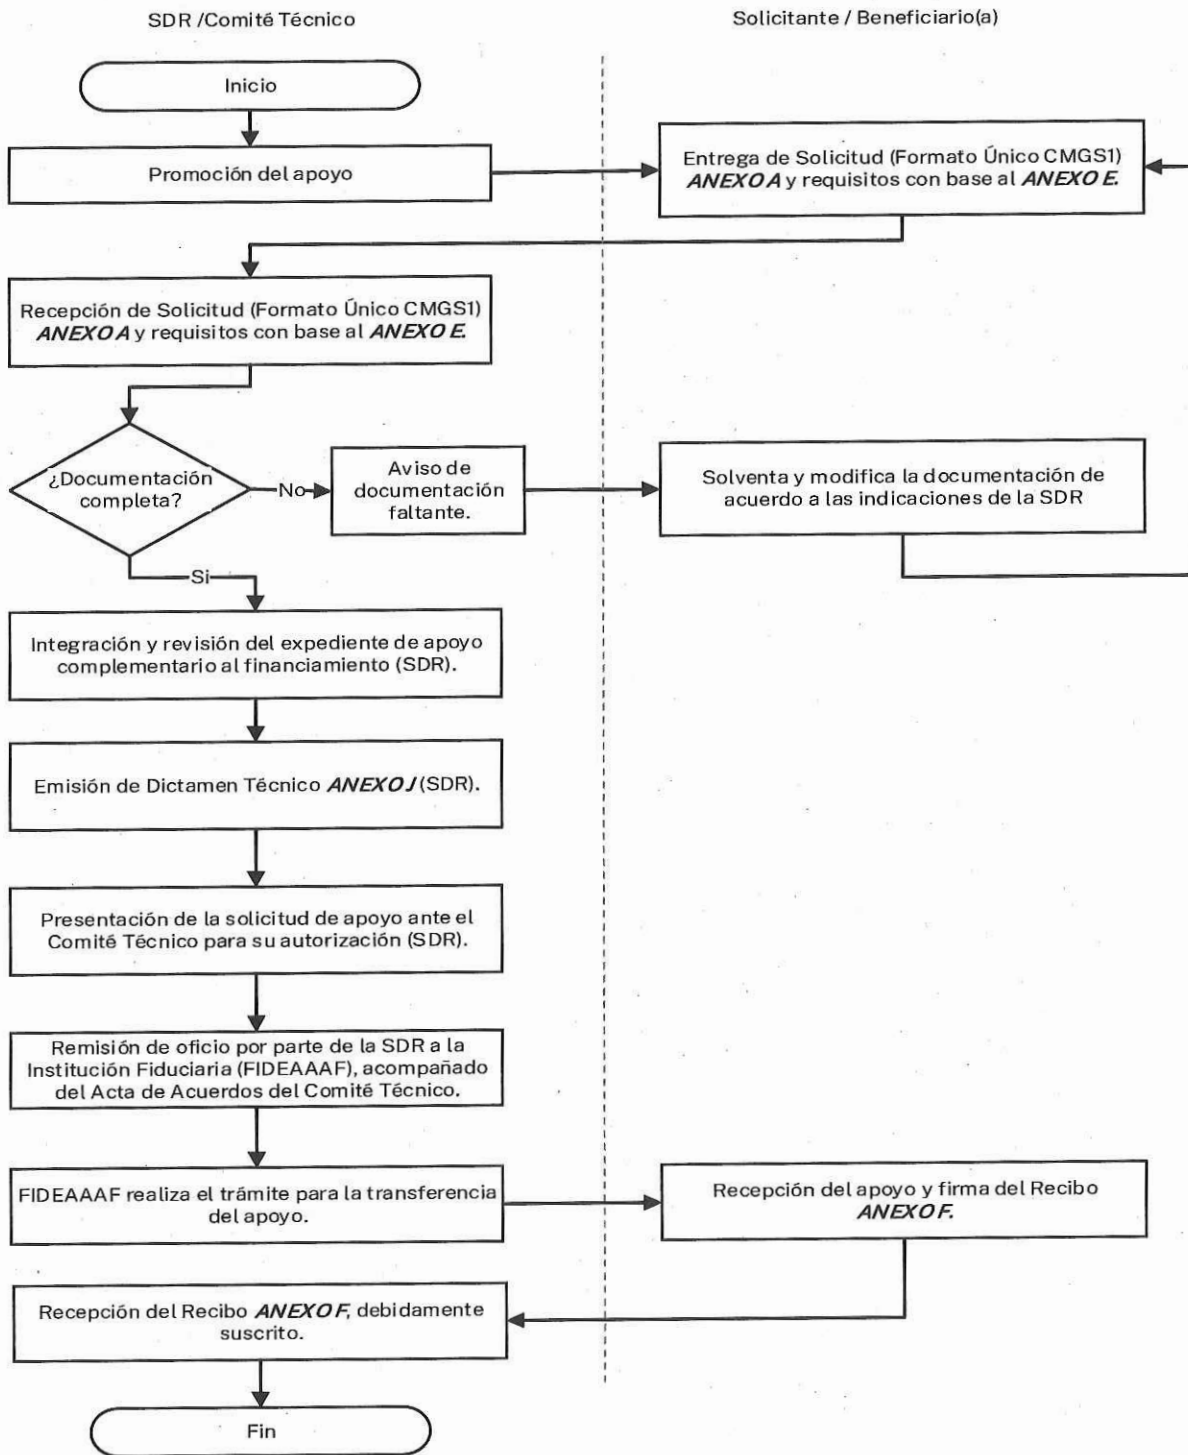 SDR /Comité Técnico
Solicitante / Beneficiario(a)
Inicio
Promoción del apoyo
Entrega de Solicitud (Formato Único CMGS1)
ANEXO A y requisitos con base al ANEXO E.
Recepción de Solicitud (Formato Único CMGS1)
ANEXO A y requisitos con base al ANEXO E.
¿Documentación
completa?
No
Aviso de
documentación
faltante.
Solventa y modifica la documentación de
acuerdo a las indicaciones de la SDR
Si
Integración y revisión del expediente de apoyo
complementario al financiamiento (SDR).
Emisión de Dictamen Técnico ANEXO J (SDR).
Presentación de la solicitud de apoyo ante el
Comité Técnico para su autorización (SDR).
Remisión de oficio por parte de la SDR a la
Institución Fiduciaria (FIDEAAAF), acompañado
del Acta de Acuerdos del Comité Técnico.
FIDEAAAF realiza el trámite para la transferencia
del apoyo.
Recepción del apoyo y firma del Recibo
ANEXO F.
Recepción del Recibo ANEXO F, debidamente
suscrito.
Fin